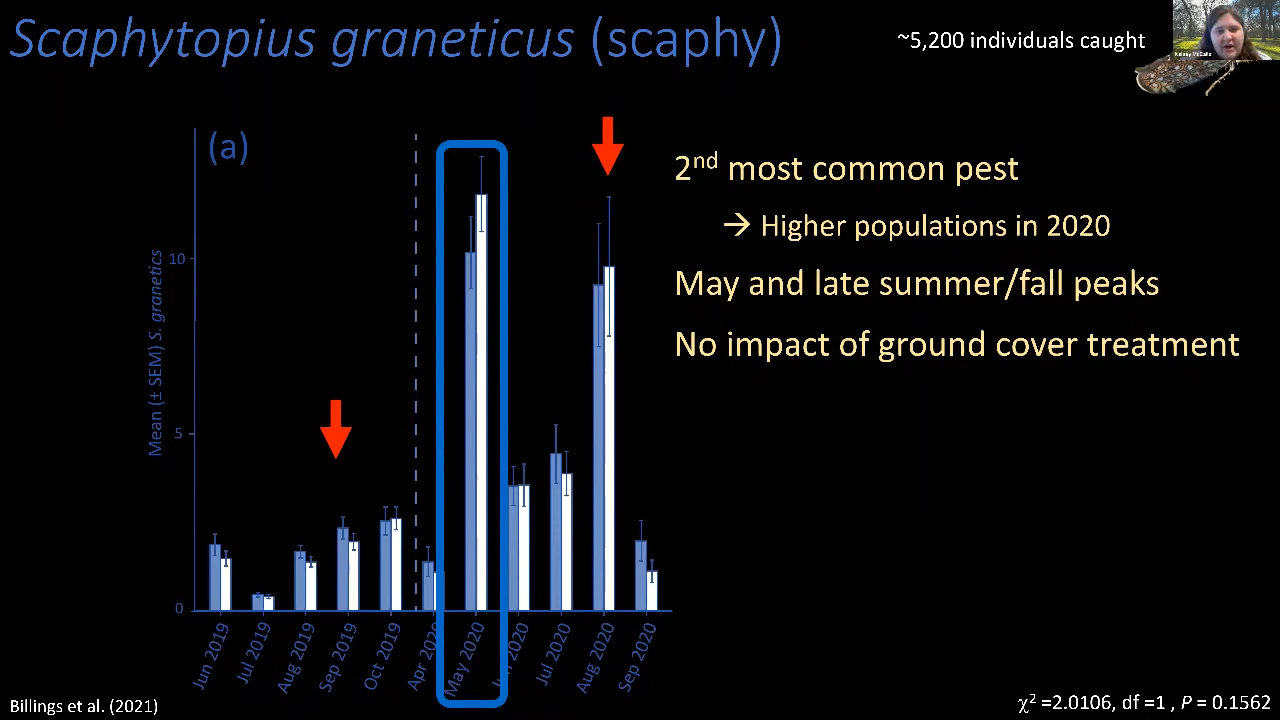 Scaphytopius graneticus (scaphy)
~5,200 individuals caught
Kelsey McCalla
(a)
2nd most common pest
→ Higher populations in 2020
May and late summer/fall peaks
No impact of ground cover treatment
Mean (± SEM) S. granetics
10
5
0
Jun 2019
Jul 2019
Aug 2019
Sep 2019
Oct 2019
Apr 2020
May 2020
Jun 2020
Jul 2020
Aug 2020
Sep 2020
Billings et al. (2021)
χ² =2.0106, df =1 , P = 0.1562